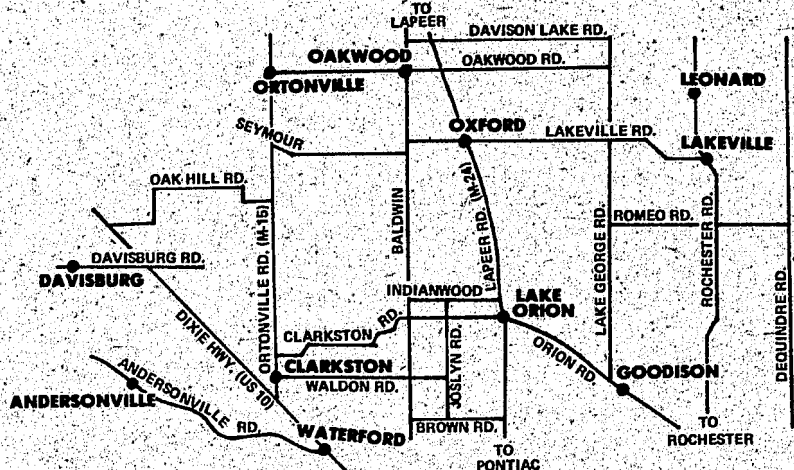 TO
LAPEER
DAVISON LAKE RD.
OAKWOOD
OAKWOOD RD.
ORTONVILLE
LEONARD
SEYMOUR
OXFORD
LAKEVILLE RD.
LAKEVILLE
OAK HILL RD.
ORTONVILLE RD. (M-15)
BALDWIN
LAPEER RD. (M-24)
LAKE GEORGE RD.
ROMEO RD.
ROCHESTER RD.
DEQUINDRE RD.
DAVISBURG RD.
DAVISBURG
DIXIE HWY. (US 10)
INDIANWOOD
LAKE
ORION
CLARKSTON RD.
JOSLYN RD.
ORION RD.
CLARKSTON
WALDON RD.
GOODISON
ANDERSONVILLE
ANDERSONVILLE RD.
WATERFORD
BROWN RD.
TO
ROCHESTER
TO
PONTIAC